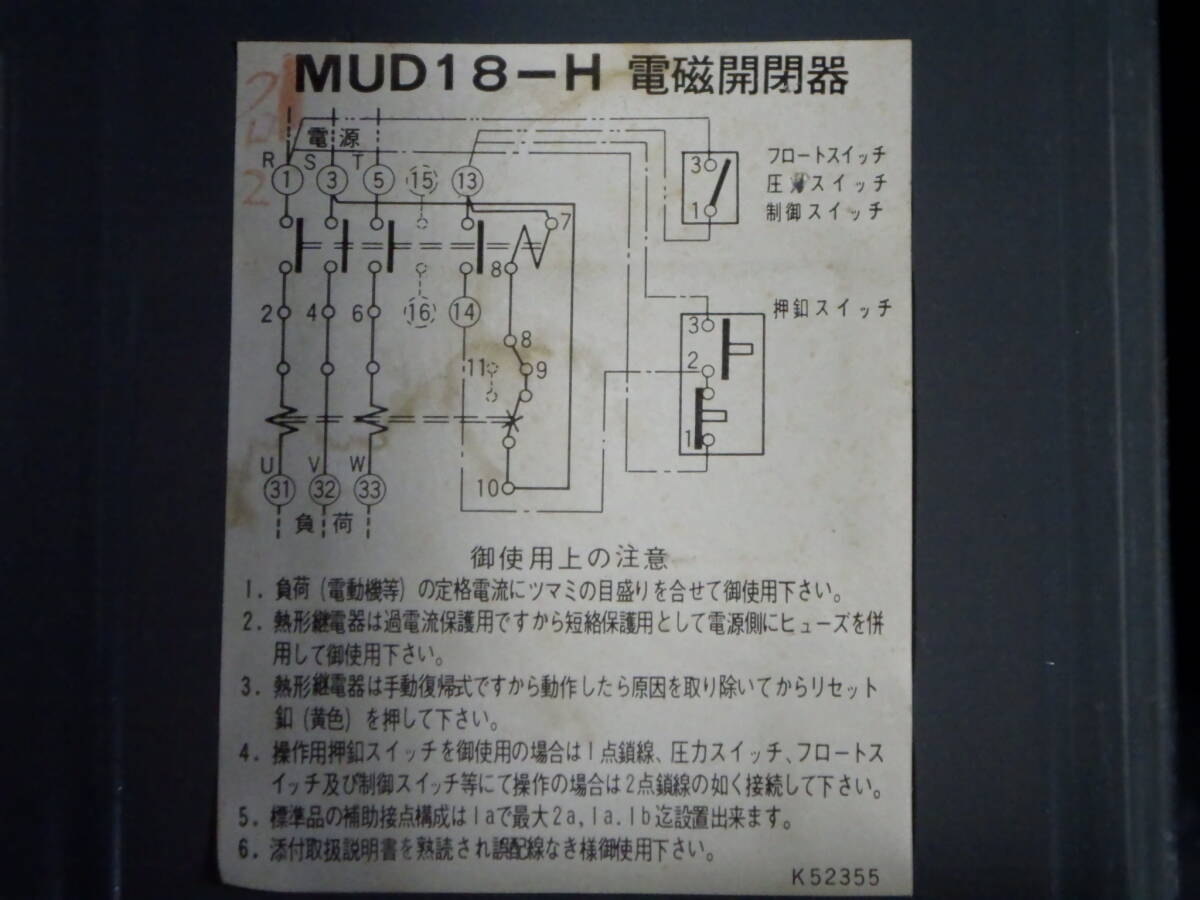 MUD18-H 電磁開閉器
電源
R S T
1 3 5 15 13
3
1
フロートスイッチ
圧力スイッチ
制御スイッチ
7
8
2 4 6 16 14
押釦スイッチ
3
2
1
8
11 9
U V W
31 32 33
10
負荷
御使用上の注意
1. 負荷(電動機等)の定格電流にツマミの目盛りを合せて御使用下さい。
2. 熱形継電器は過電流保護用ですから短絡保護用として電源側にヒューズを併
用して御使用下さい。
3. 熱形継電器は手動復帰式ですから動作したら原因を取り除いてからリセット
釦(黄色)を押して下さい。
4. 操作用押釦スイッチを御使用の場合は1点鎖線、圧力スイッチ、フロートス
イッチ及び制御スイッチ等にて操作の場合は2点鎖線の如く接続して下さい。
5. 標準品の補助接点構成は1aで最大2a,1a.1b迄設置出来ます。
6. 添付取扱説明書を熟読され誤配線なき様御使用下さい。
K52355